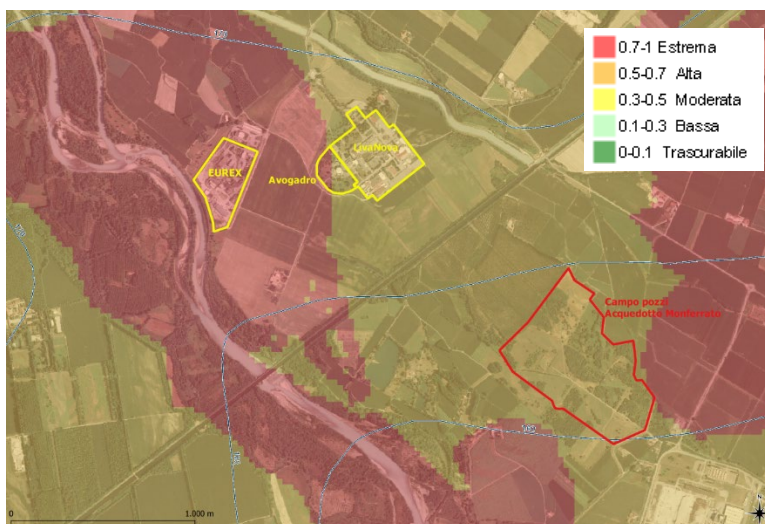 0.7-1 Estrema
0.5-0.7 Alta
0.3-0.5 Moderata
0.1-0.3 Bassa
0-0.1 Trascurabile
LivaNova
EUREX
Avogadro
Campo pozzi
Acquedotto Monferrato
0
1.000 m